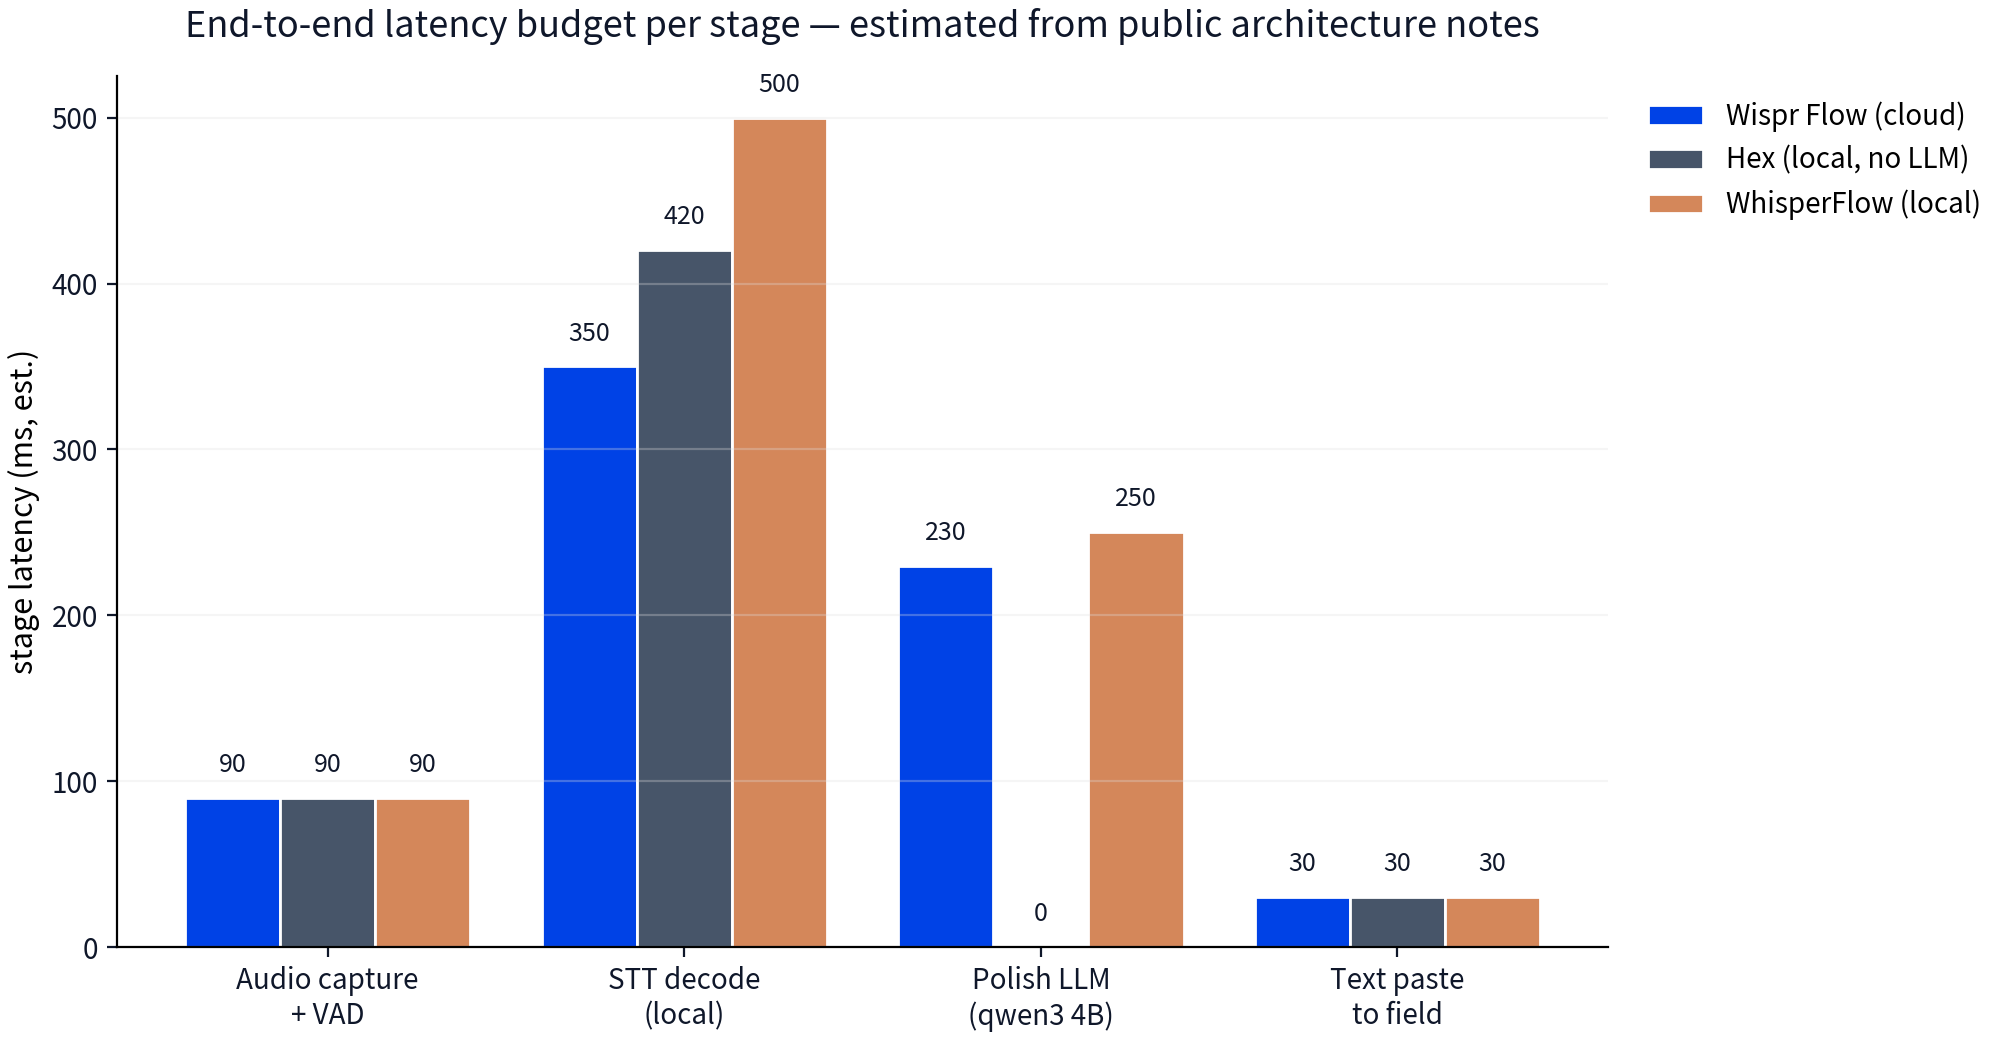 End-to-end latency budget per stage — estimated from public architecture notes
stage latency (ms, est.)
500
400
300
200
100
0
90
90
90
350
420
500
230
0
250
30
30
30
Audio capture
+ VAD
STT decode
(local)
Polish LLM
(qwen3 4B)
Text paste
to field
Wispr Flow (cloud)
Hex (local, no LLM)
WhisperFlow (local)